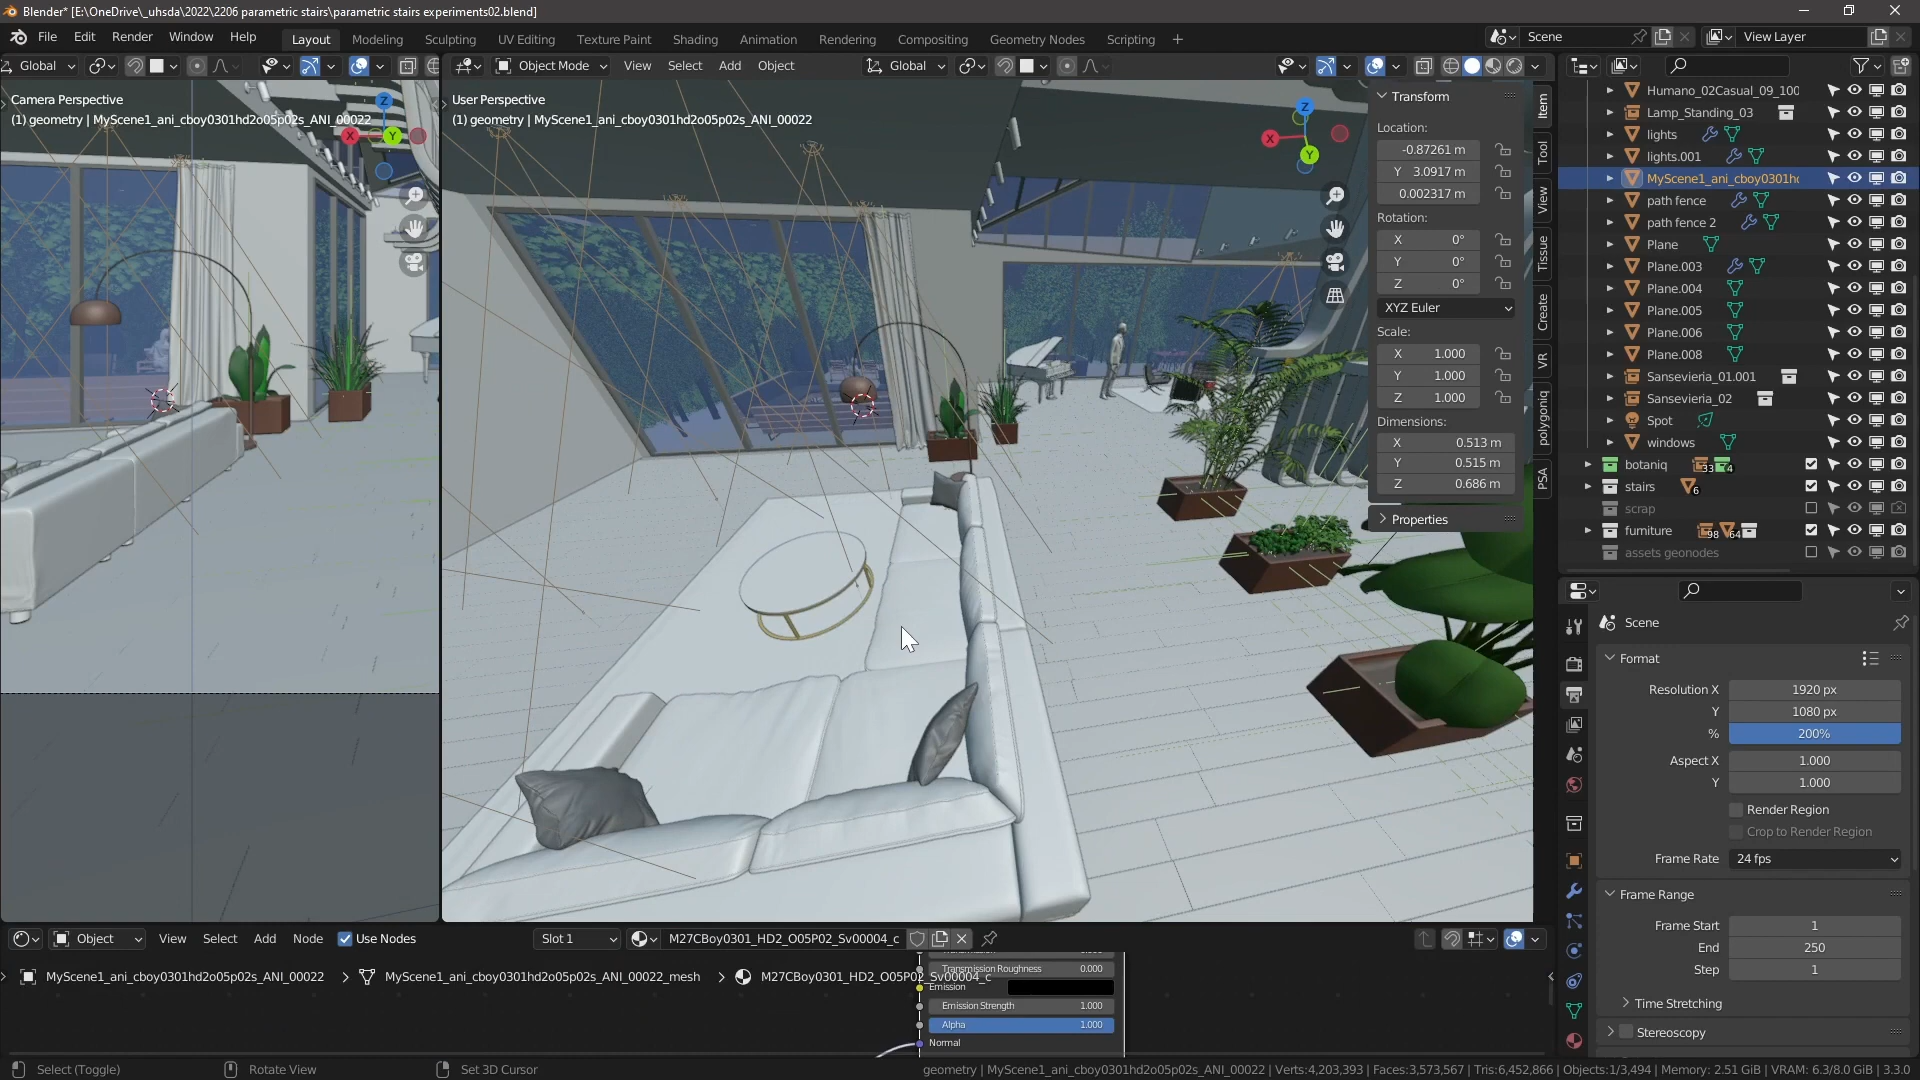 Blender* [E:\OneDrive\_uhsda\2022\2206 parametric stairs\parametric stairs experiments02.blend]
File Edit Render Window Help Layout Modeling Sculpting UV Editing Texture Paint Shading Animation Rendering Compositing Geometry Nodes Scripting + Scene View Layer
Global Object Mode View Select Add Object Global
Camera Perspective
(1) geometry | MyScene1_ani_cboy0301hd2o05p02s_ANI_00022
X Y Z
User Perspective
(1) geometry | MyScene1_ani_cboy0301hd2o05p02s_ANI_00022
X Y Z
Transform
Location:
-0.87261 m
Y 3.0917 m
0.002317 m
Rotation:
X 0°
Y 0°
Z 0°
XYZ Euler
Scale:
X 1.000
Y 1.000
Z 1.000
Dimensions:
X 0.513 m
Y 0.515 m
Z 0.686 m
Properties
Item
Tool
View
Tissue
Create
VR
polygoniq
PSA
Humano_02Casual_09_100
Lamp_Standing_03
lights
lights.001
MyScene1_ani_cboy0301hd
path fence
path fence 2
Plane
Plane.003
Plane.004
Plane.005
Plane.006
Plane.008
Sansevieria_01.001
Sansevieria_02
Spot
windows
botaniq 33 4
stairs 6
scrap
furniture 98 64
assets geonodes
Scene
Format
Resolution X 1920 px
Y 1080 px
% 200%
Aspect X 1.000
Y 1.000
Render Region
Crop to Render Region
Frame Rate 24 fps
Frame Range
Frame Start 1
End 250
Step 1
Time Stretching
Stereoscopy
Object View Select Add Node Use Nodes Slot 1 M27CBoy0301_HD2_O05P02_Sv00004_c
MyScene1_ani_cboy0301hd2o05p02s_ANI_00022 > MyScene1_ani_cboy0301hd2o05p02s_ANI_00022_mesh > M27CBoy0301_HD2_O05P02_Sv00004_c
Transmission Roughness 0.000
Emission
Emission Strength 1.000
Alpha 1.000
Normal
Select (Toggle) Rotate View Set 3D Cursor geometry | MyScene1_ani_cboy0301hd2o05p02s_ANI_00022 | Verts:4,203,393 | Faces:3,573,567 | Tris:6,452,866 | Objects:1/3,494 | Memory: 2.51 GiB | VRAM: 6.3/8.0 GiB | 3.3.0